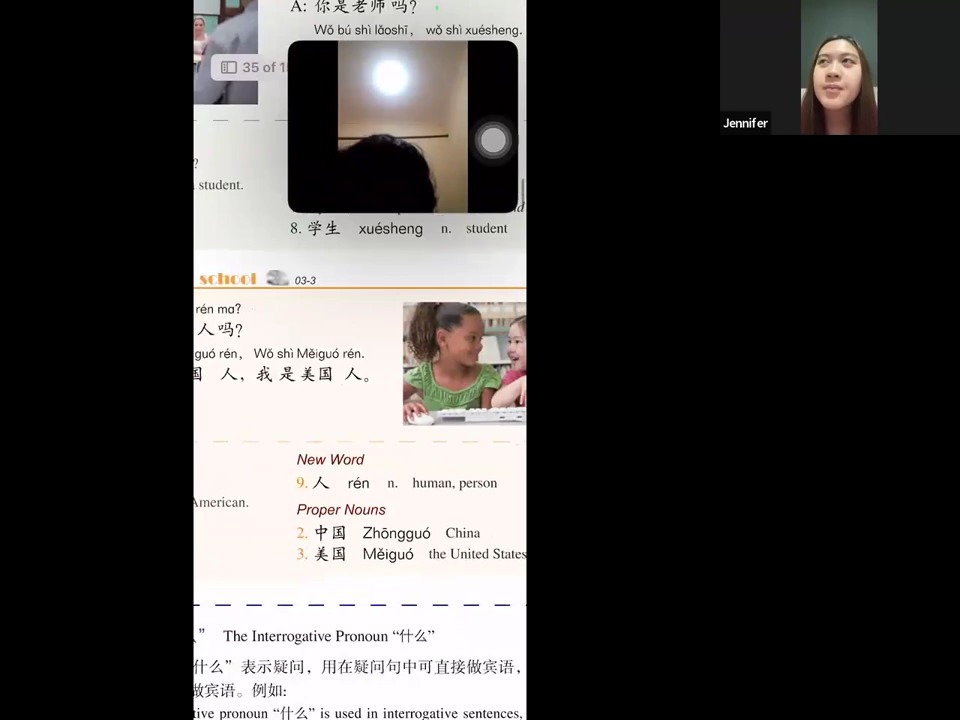 A: 你是老师吗?
Wǒ bú shì lǎoshī, wǒ shì xuésheng.
35 of 1
Jennifer
?
student.
8. 学生 xuésheng n. student
school 03-3
rén ma?
人吗?
guó rén, Wǒ shì Měiguó rén.
国 人, 我是美国 人。
New Word
9. 人 rén n. human, person
American.
Proper Nouns
2. 中国 Zhōngguó China
3. 美国 Měiguó the United States
” The Interrogative Pronoun “什么”
什么”表示疑问, 用在疑问句中可直接做宾语,
做宾语。例如:
tive pronoun “什么” is used in interrogative sentences,